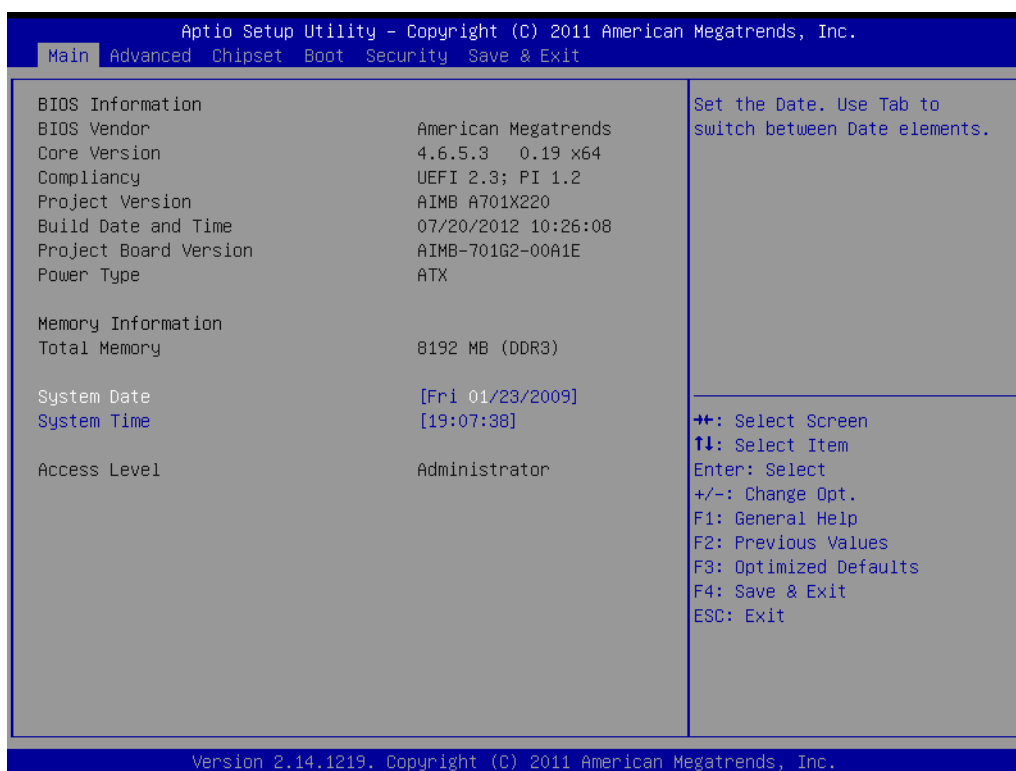 Aptio Setup Utility – Copyright (C) 2011 American Megatrends, Inc.
Main Advanced Chipset Boot Security Save & Exit
BIOS Information
BIOS Vendor American Megatrends
Core Version 4.6.5.3 0.19 x64
Compliancy UEFI 2.3; PI 1.2
Project Version AIMB A701X220
Build Date and Time 07/20/2012 10:26:08
Project Board Version AIMB-701G2-00A1E
Power Type ATX
Memory Information
Total Memory 8192 MB (DDR3)
System Date [Fri 01/23/2009]
System Time [19:07:38]
Access Level Administrator
Set the Date. Use Tab to
switch between Date elements.
→←: Select Screen
↑↓: Select Item
Enter: Select
+/-: Change Opt.
F1: General Help
F2: Previous Values
F3: Optimized Defaults
F4: Save & Exit
ESC: Exit
Version 2.14.1219. Copyright (C) 2011 American Megatrends, Inc.